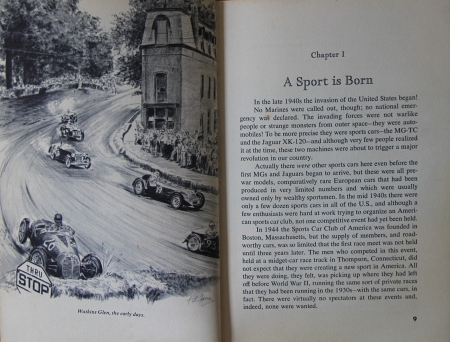 THRU
STOP
Watkins Glen, the early days.
Chapter I
A Sport is Born
In the late 1940s the invasion of the United States began!
No Marines were called out, though; no national emer-
gency was declared. The invading forces were not warlike
people or strange monsters from outer space—they were auto-
mobiles! To be more precise they were sports cars—the MG-TC
and the Jaguar XK-120—and although very few people realized
it at the time, these two machines were about to trigger a major
revolution in our country.
Actually there were other sports cars here even before the
first MGs and Jaguars began to arrive, but these were all pre-
war models, comparatively rare European cars that had been
produced in very limited numbers and which were usually
owned only by wealthy sportsmen. In the mid 1940s there were
only a few dozen sports cars in all of the U.S., and although a
few enthusiasts were hard at work trying to organize an Ameri-
can sports car club, not one competitive event had yet been held.
In 1944 the Sports Car Club of America was founded in
Boston, Massachusetts, but the supply of members, and road-
worthy cars, was so limited that the first race meet was not held
until three years later. The men who competed in this event,
held at a midget-car race track in Thompson, Connecticut, did
not expect that they were creating a new sport in America. All
they were doing, they felt, was picking up where they had left
off before World War II, running the same sort of private races
that they had been running in the 1930s—with the same cars, in
fact. There were virtually no spectators at these events and,
indeed, none were wanted.
9